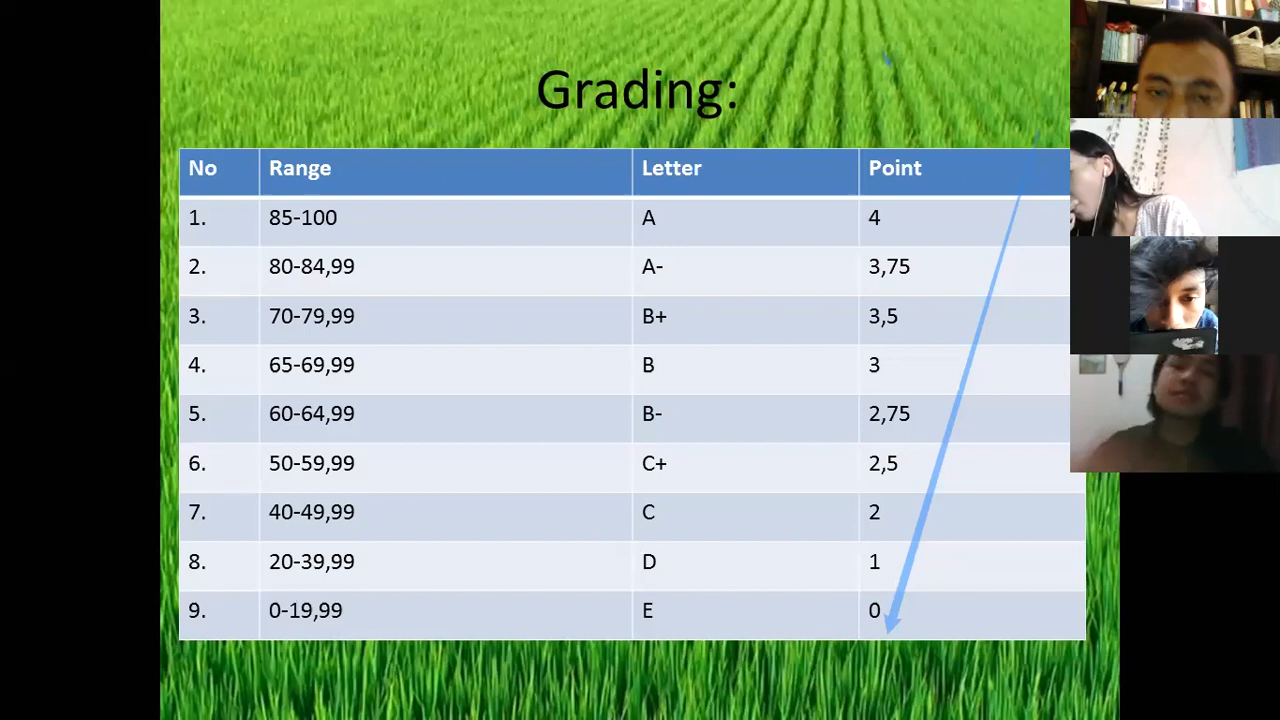 Grading:
No Range Letter Point
1. 85-100 A 4
2. 80-84,99 A- 3,75
3. 70-79,99 B+ 3,5
4. 65-69,99 B 3
5. 60-64,99 B- 2,75
6. 50-59,99 C+ 2,5
7. 40-49,99 C 2
8. 20-39,99 D 1
9. 0-19,99 E 0